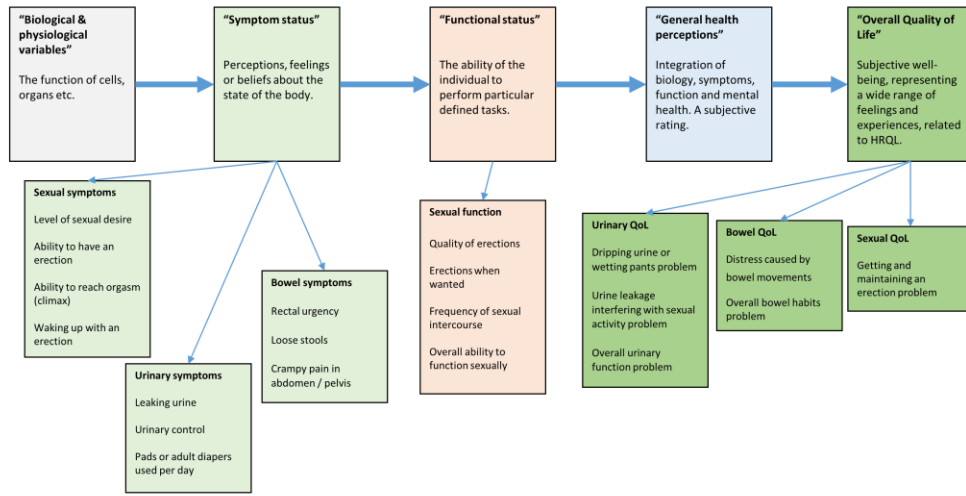 "Biological &
physiological
variables"
The function of cells,
organs etc.
"Symptom status"
Perceptions, feelings
or beliefs about the
state of the body.
"Functional status"
The ability of the
individual to
perform particular
defined tasks.
"General health
perceptions"
Integration of
biology, symptoms,
function and mental
health. A subjective
rating.
"Overall Quality of
Life"
Subjective well-
being, representing
a wide range of
feelings and
experiences, related
to HRQL.
Sexual symptoms
Level of sexual desire
Ability to have an
erection
Ability to reach orgasm
(climax)
Waking up with an
erection
Urinary symptoms
Leaking urine
Urinary control
Pads or adult diapers
used per day
Bowel symptoms
Rectal urgency
Loose stools
Crampy pain in
abdomen / pelvis
Sexual function
Quality of erections
Erections when
wanted
Frequency of sexual
intercourse
Overall ability to
function sexually
Urinary QoL
Dripping urine or
wetting pants problem
Urine leakage
interfering with sexual
activity problem
Overall urinary
function problem
Bowel QoL
Distress caused by
bowel movements
Overall bowel habits
problem
Sexual QoL
Getting and
maintaining an
erection problem